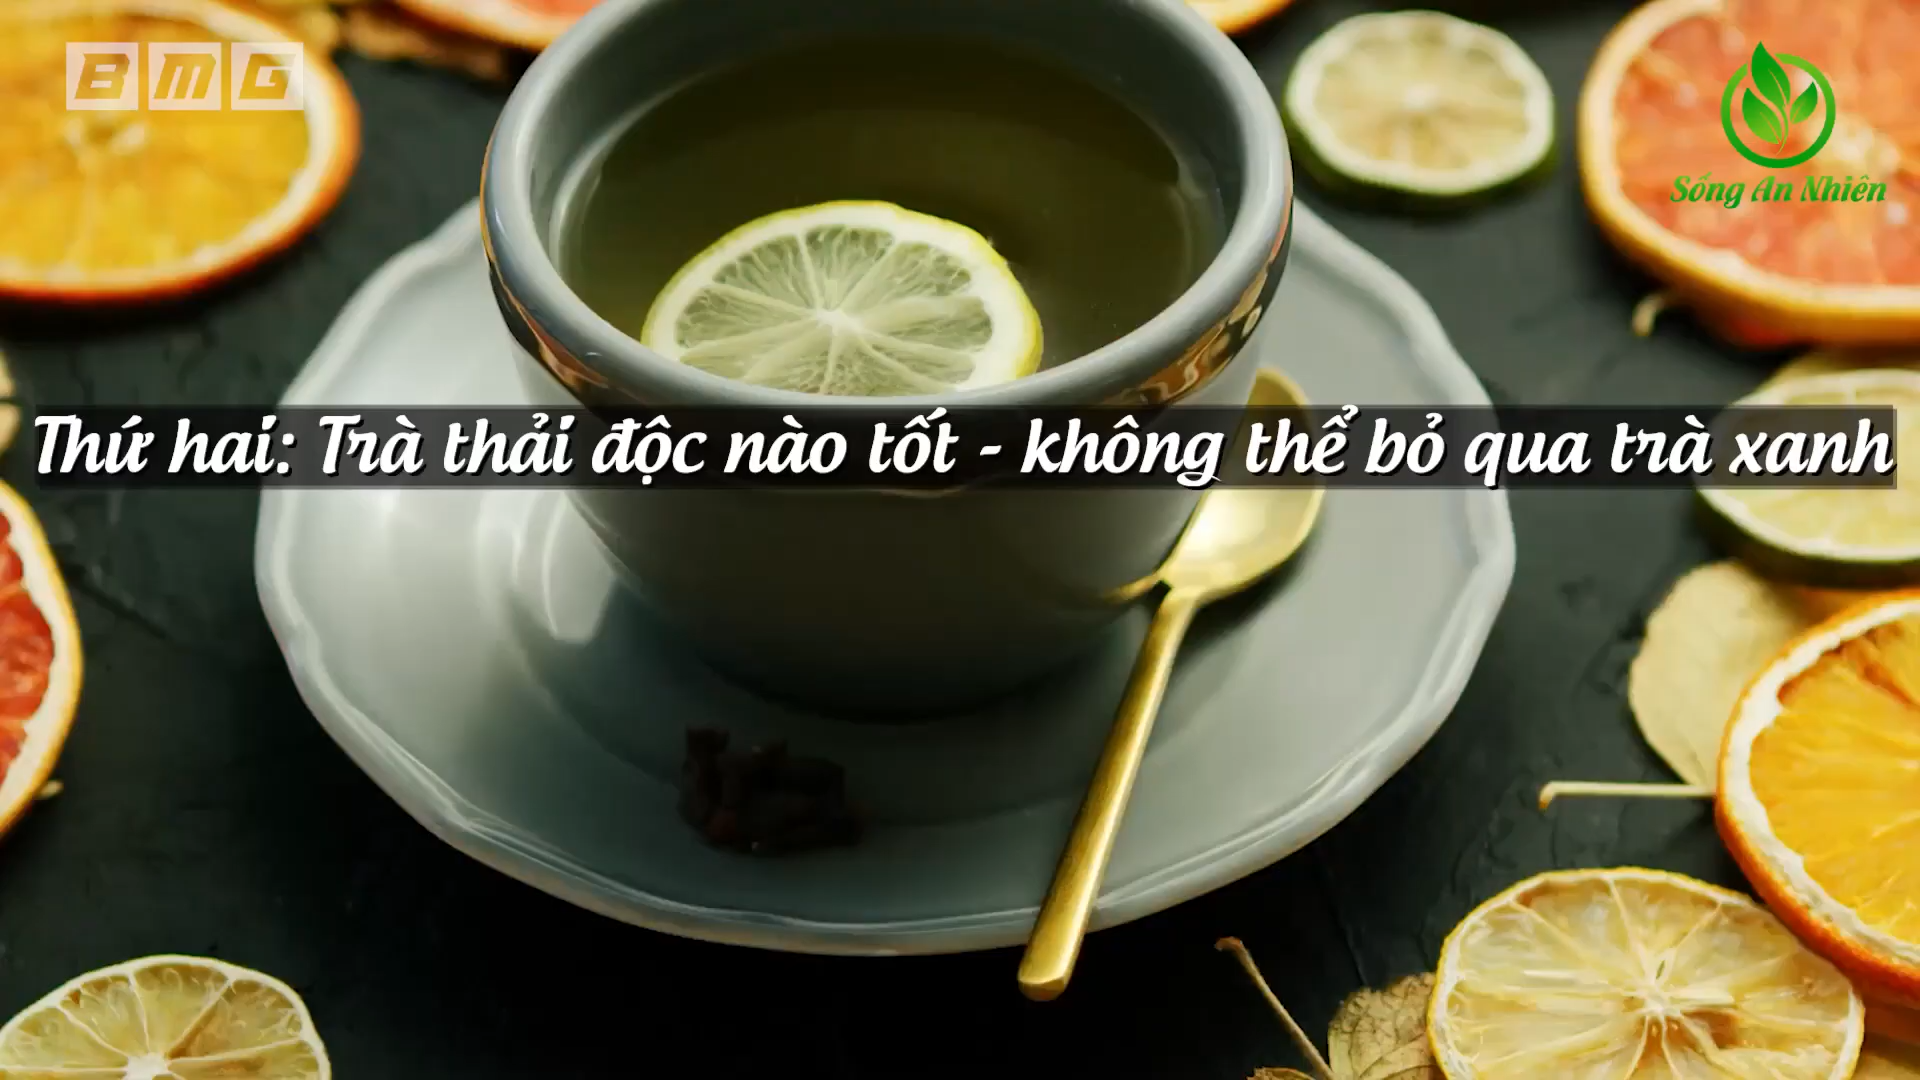 BMG
Sống An Nhiên
Thứ hai: Trà thải độc nào tốt - không thể bỏ qua trà xanh